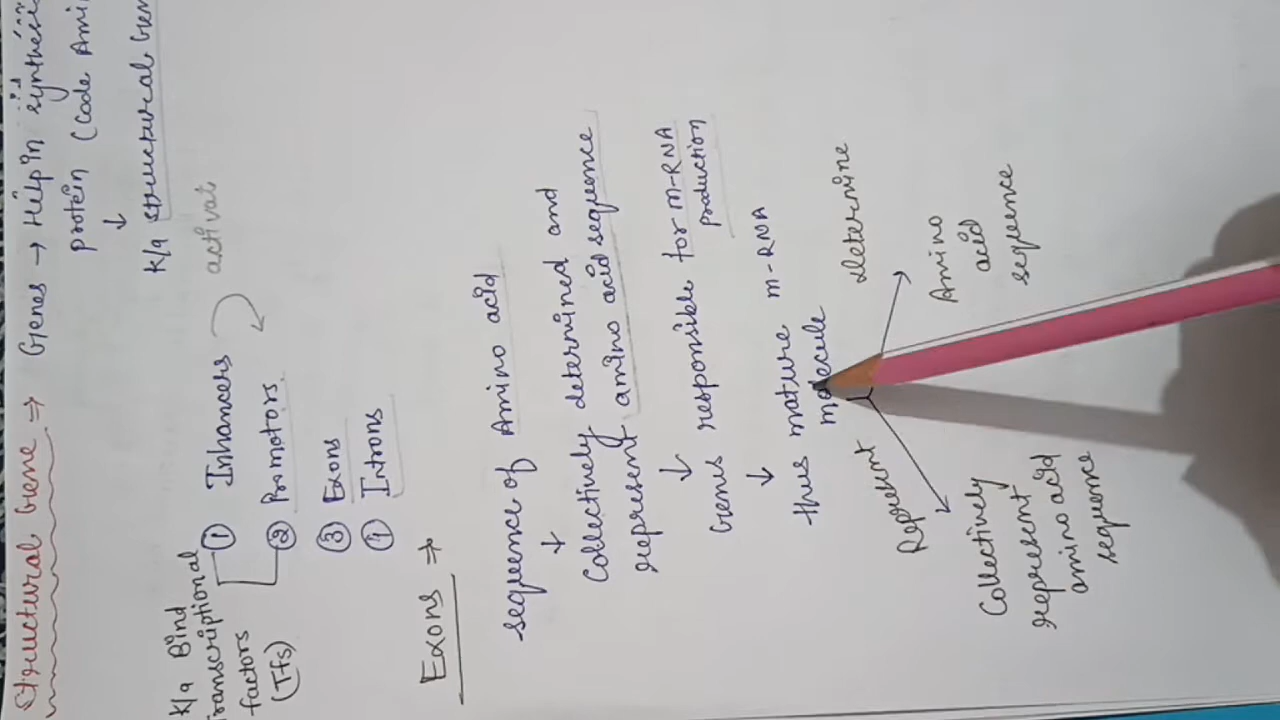 Structural Gene ⇒ Genes → Help in synthesis
protein (Code Ami
↓
K/a structural Gen
K/a Bind
transcriptional
factors
(Tfs)
① Inhancers
activat
② Promotors
③ Exons
④ Introns
Exons ⇒
sequence of Amino acid
↓
Collectively determined and
represent amino acid sequence
↓
Genes responsible for m-RNA
production
↓
m-RNA
thus mature
molecule
Represent
Determine
Collectively
represent
amino acid
sequence
Amino
acid
sequence